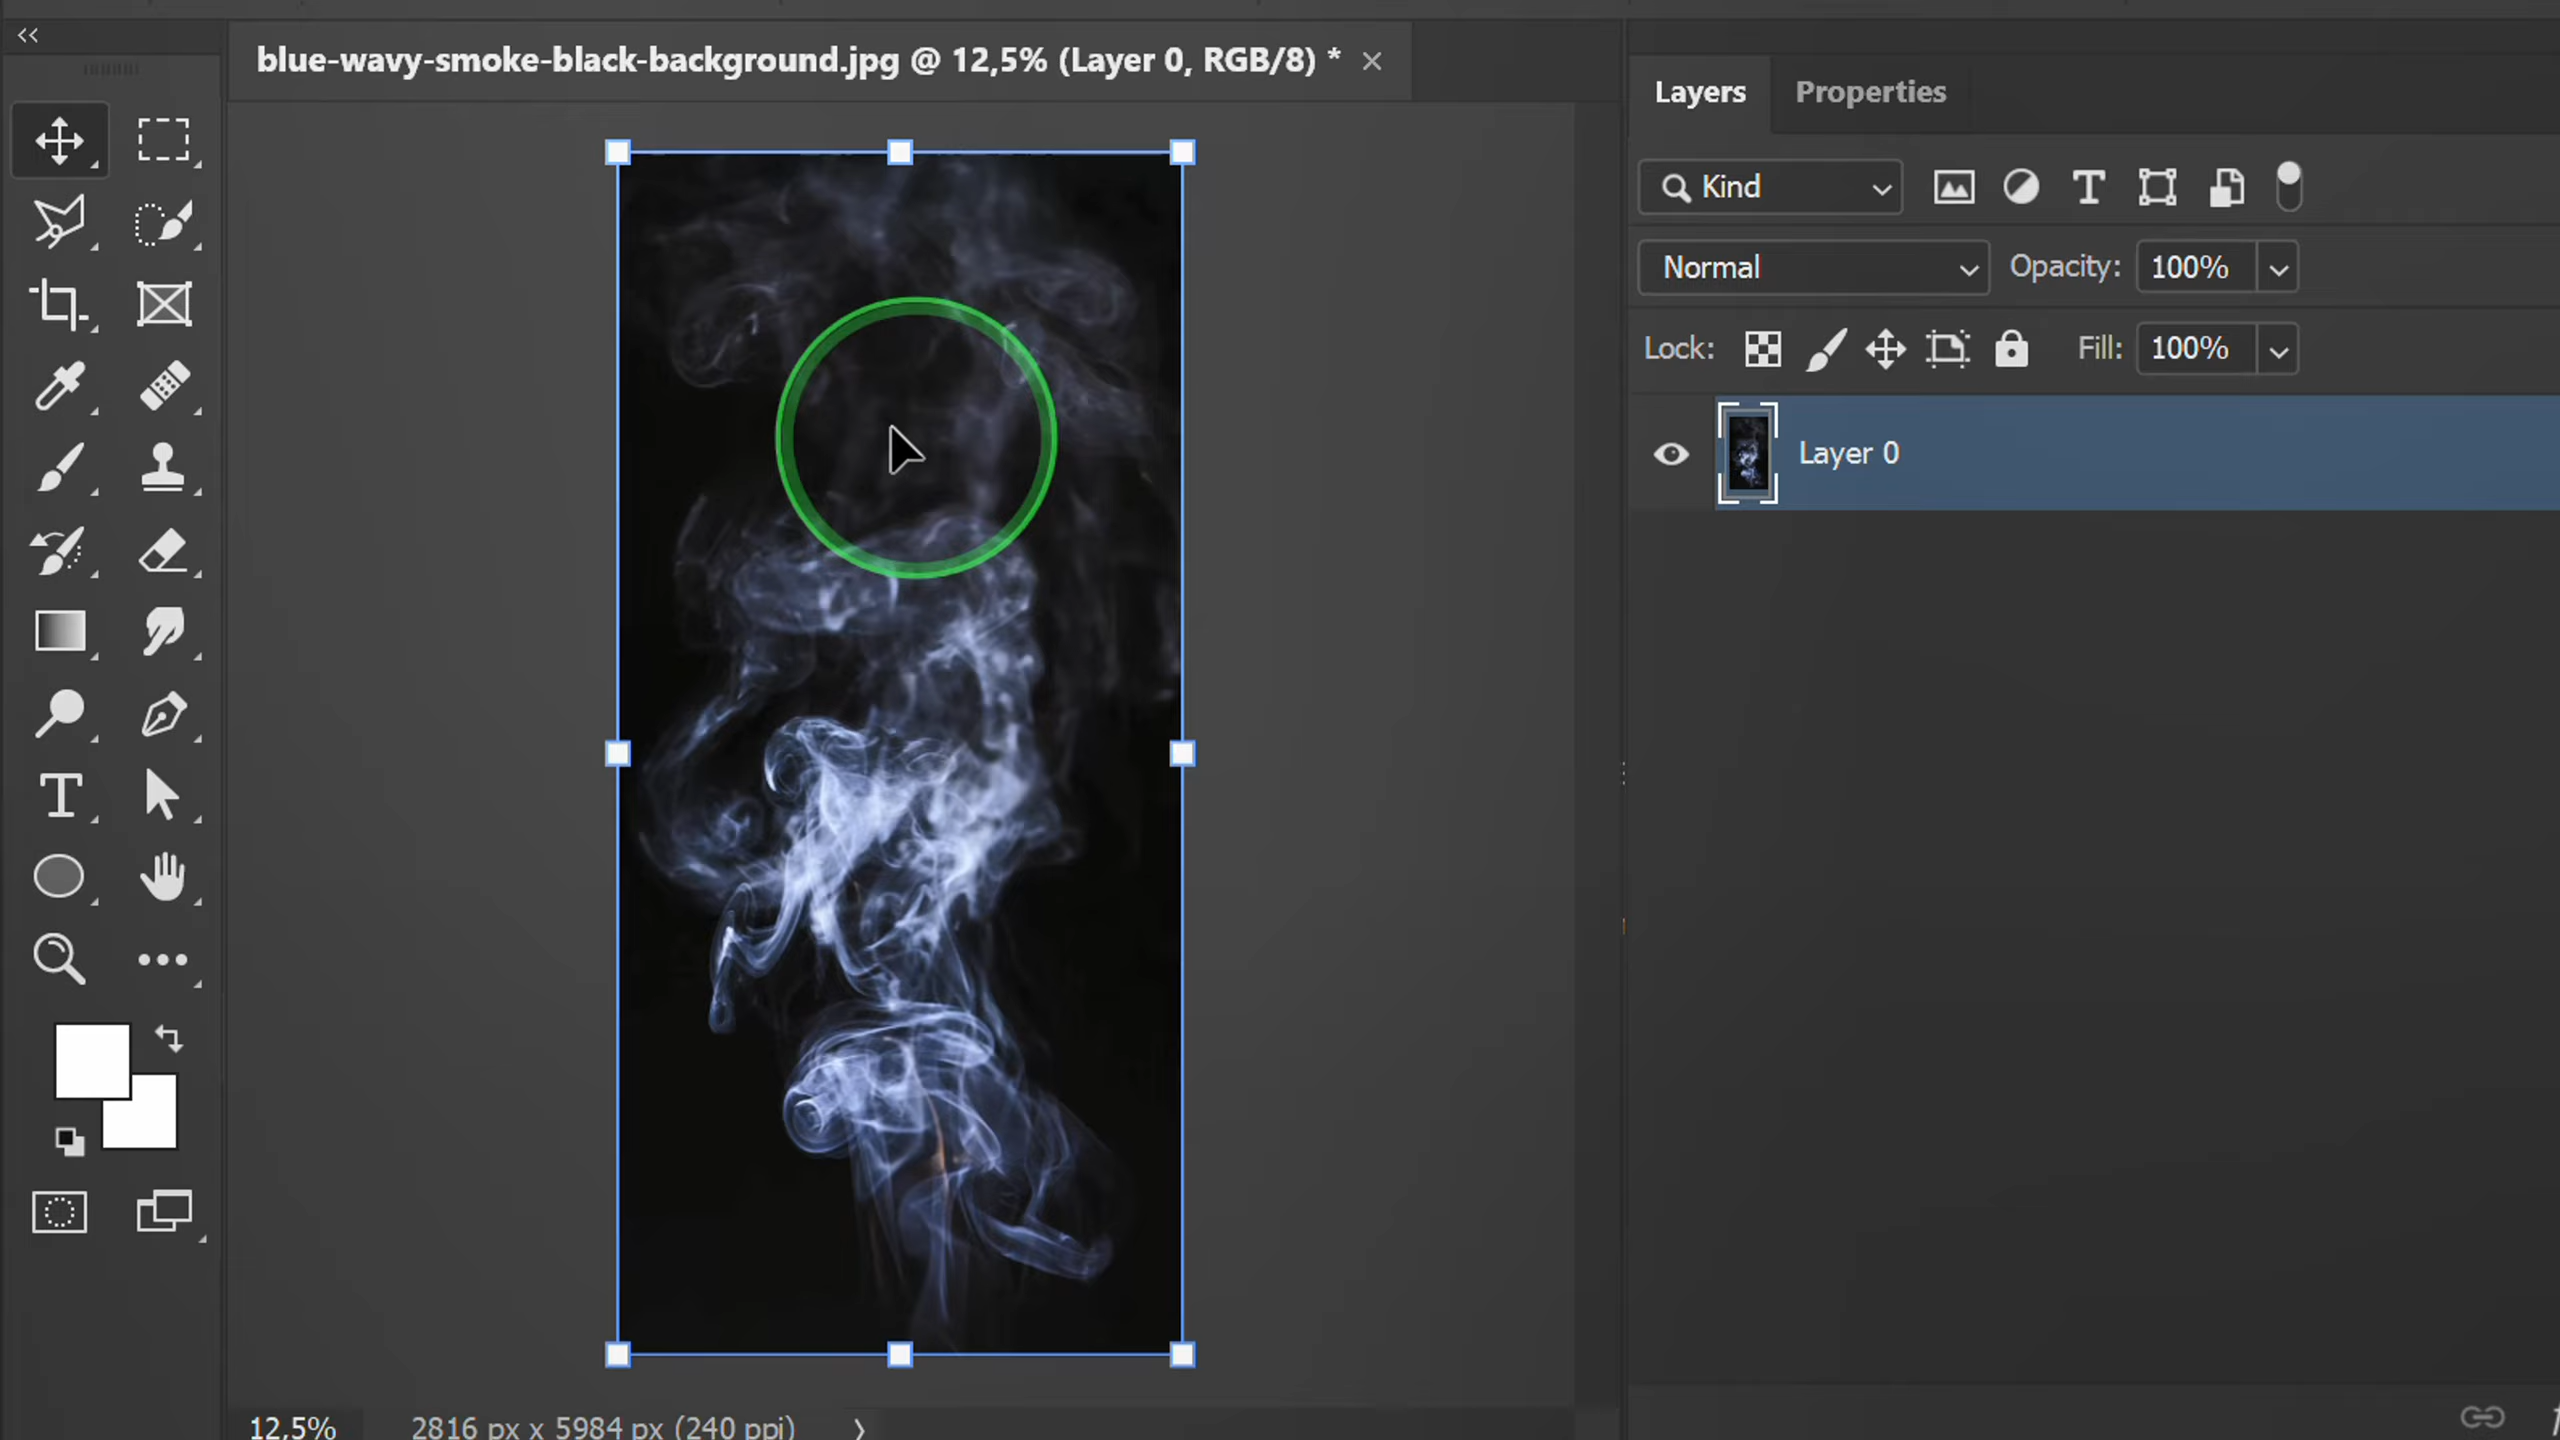 blue-wavy-smoke-black-background.jpg @ 12,5% (Layer 0, RGB/8) *
Layers
Properties
Kind
Normal
Opacity: 100%
Lock:
Fill: 100%
Layer 0
12,5%
2816 px x 5984 px (240 ppi)